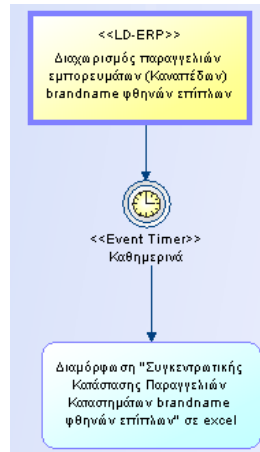 <<LD-ERP>>
Διαχωρισμός παραγγελιών
εμπορευμάτων (Καναπέδων)
brandname φθηνών επίπλων
<<Event Timer>>
Καθημερινά
Διαμόρφωση "Συγκεντρωτικής
Κατάστασης Παραγγελιών
Καταστημάτων brandname
φθηνών επίπλων" σε excel